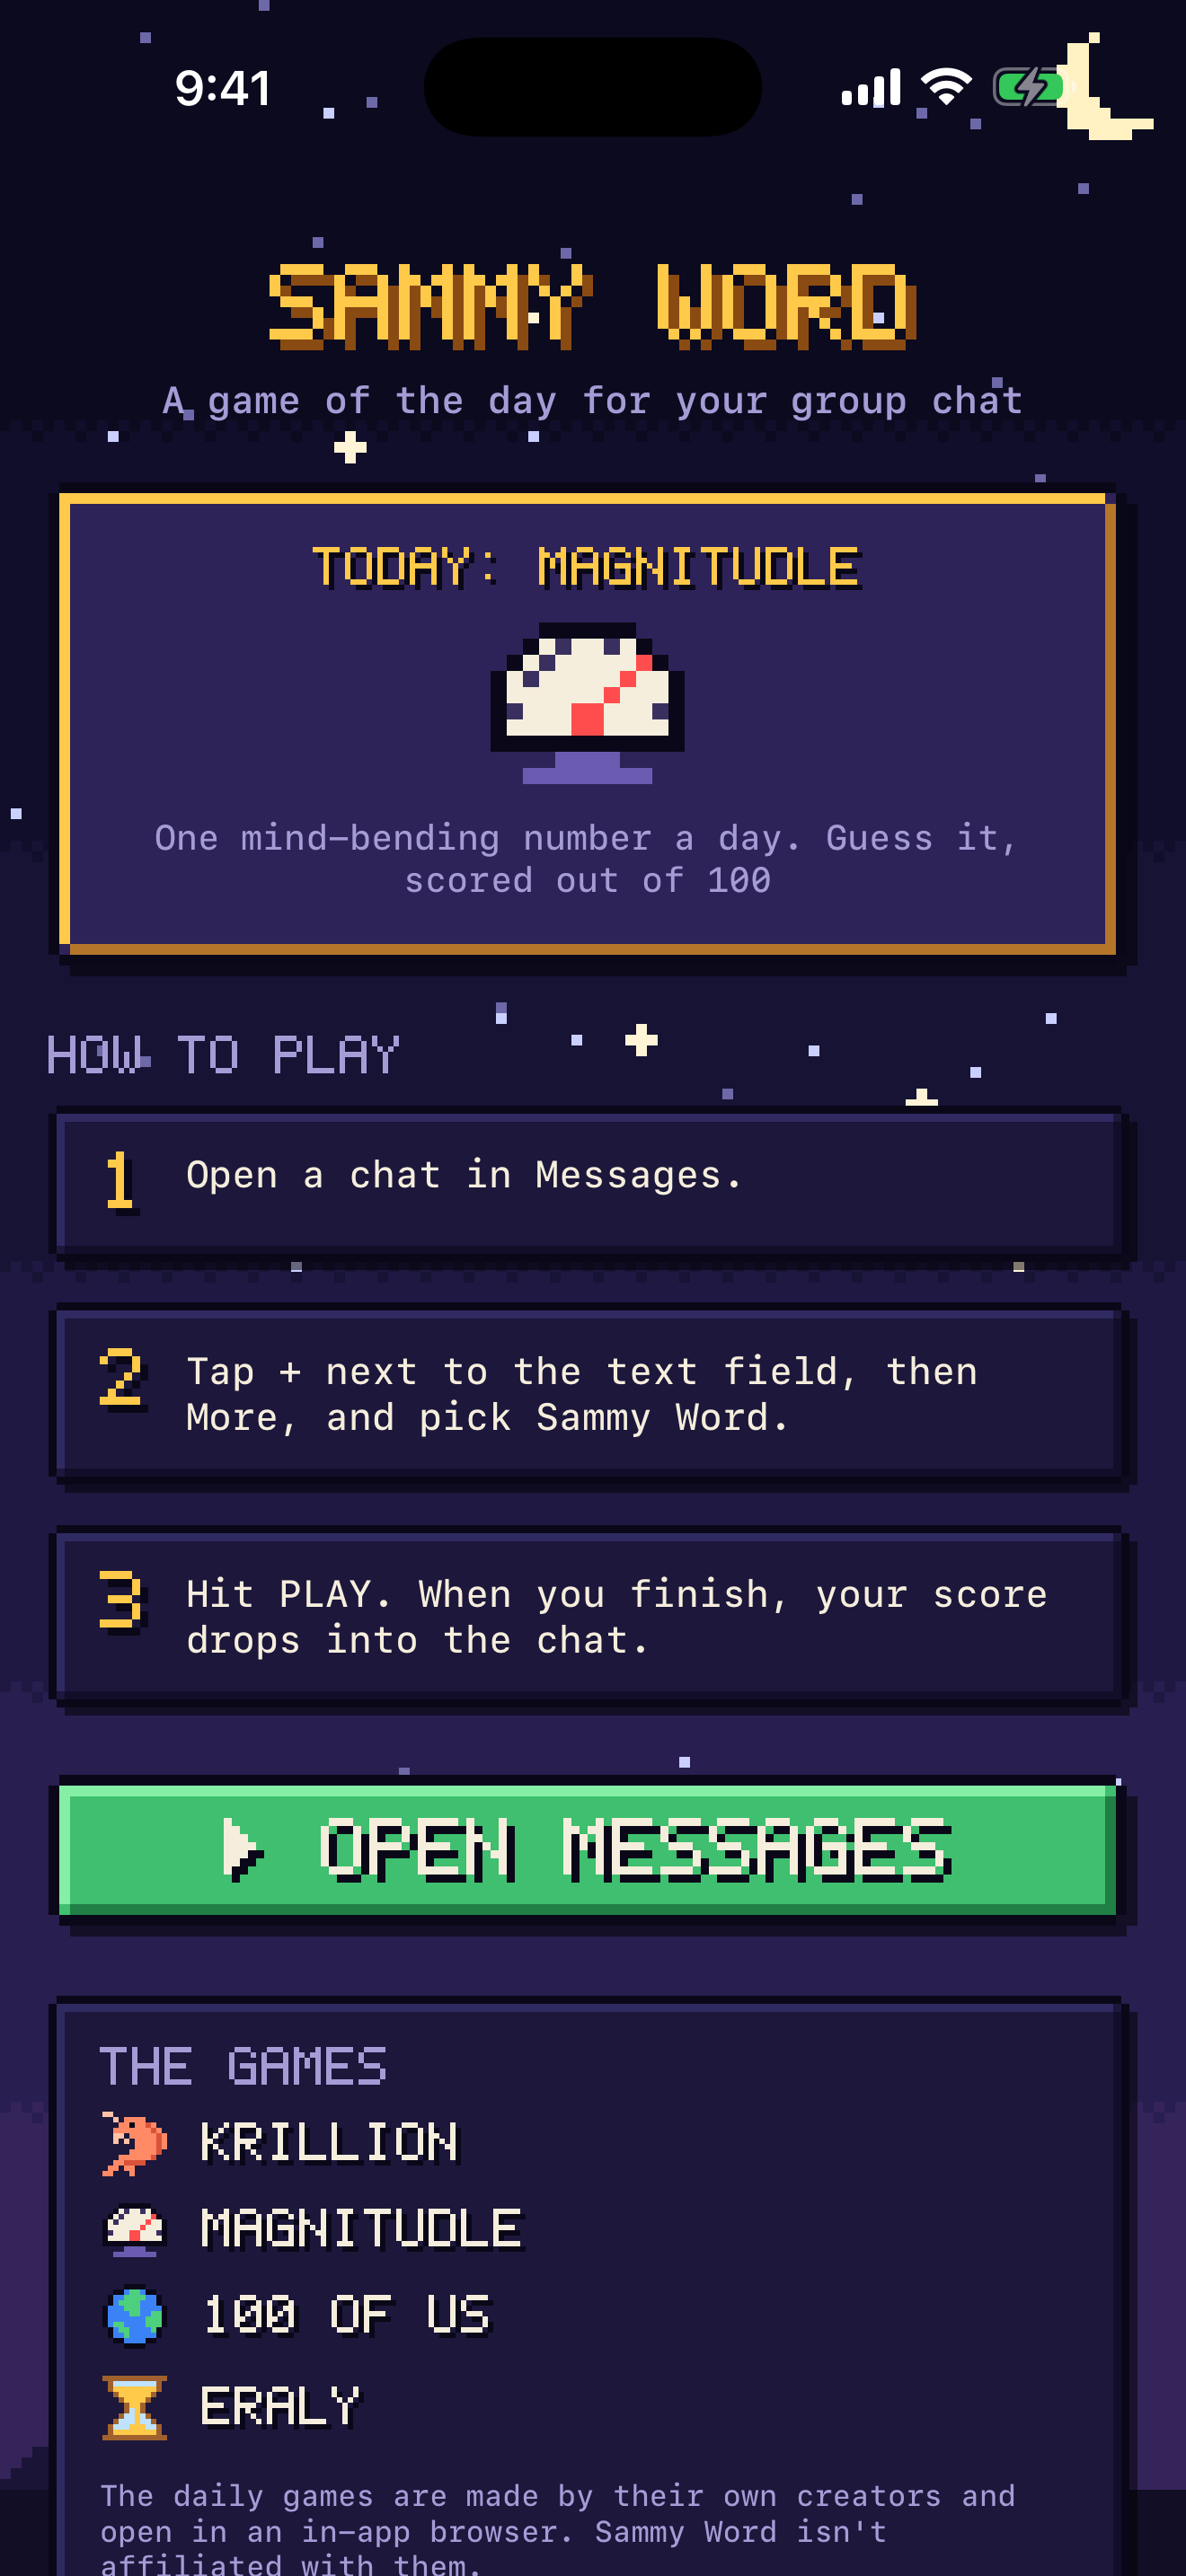 9:41
SAMMY WORD
A game of the day for your group chat
TODAY: MAGNITUDLE
One mind-bending number a day. Guess it,
scored out of 100
HOW TO PLAY
1 Open a chat in Messages.
2 Tap + next to the text field, then
More, and pick Sammy Word.
3 Hit PLAY. When you finish, your score
drops into the chat.
OPEN MESSAGES
THE GAMES
KRILLION
MAGNITUDLE
100 OF US
ERALY
The daily games are made by their own creators and
open in an in-app browser. Sammy Word isn't
affiliated with them.